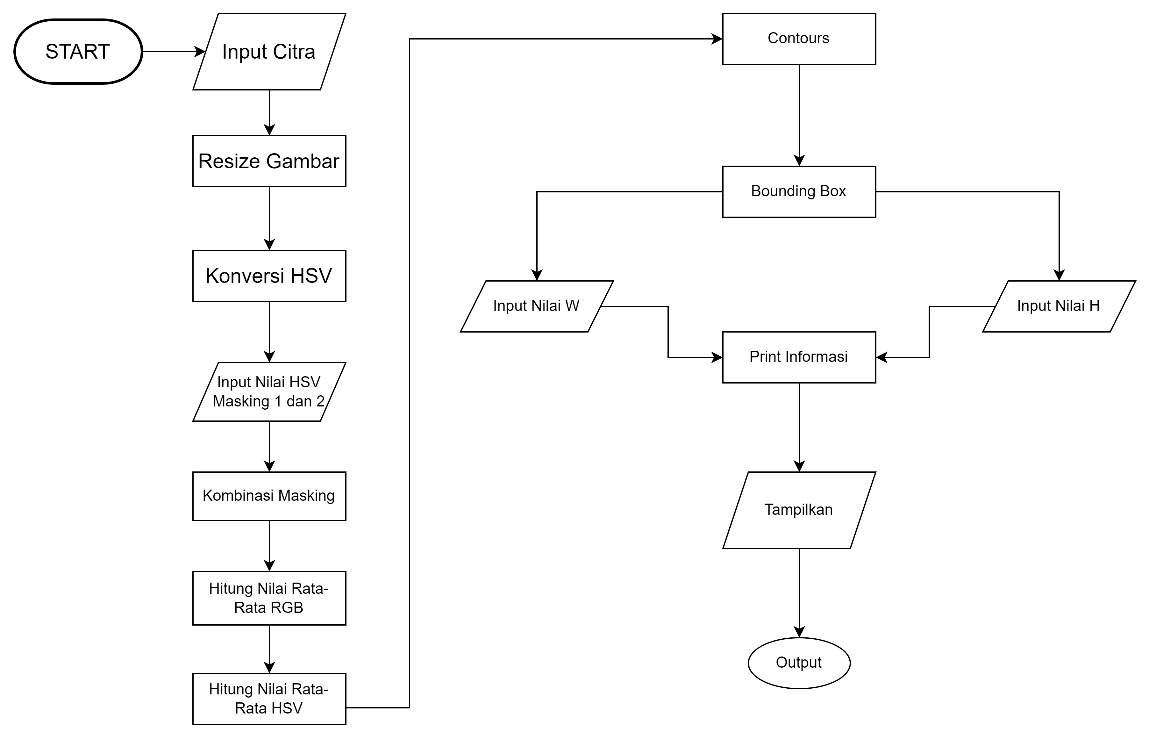 START
Input Citra
Resize Gambar
Konversi HSV
Input Nilai HSV
Masking 1 dan 2
Kombinasi Masking
Hitung Nilai Rata-
Rata RGB
Hitung Nilai Rata-
Rata HSV
Contours
Bounding Box
Input Nilai W
Input Nilai H
Print Informasi
Tampilkan
Output